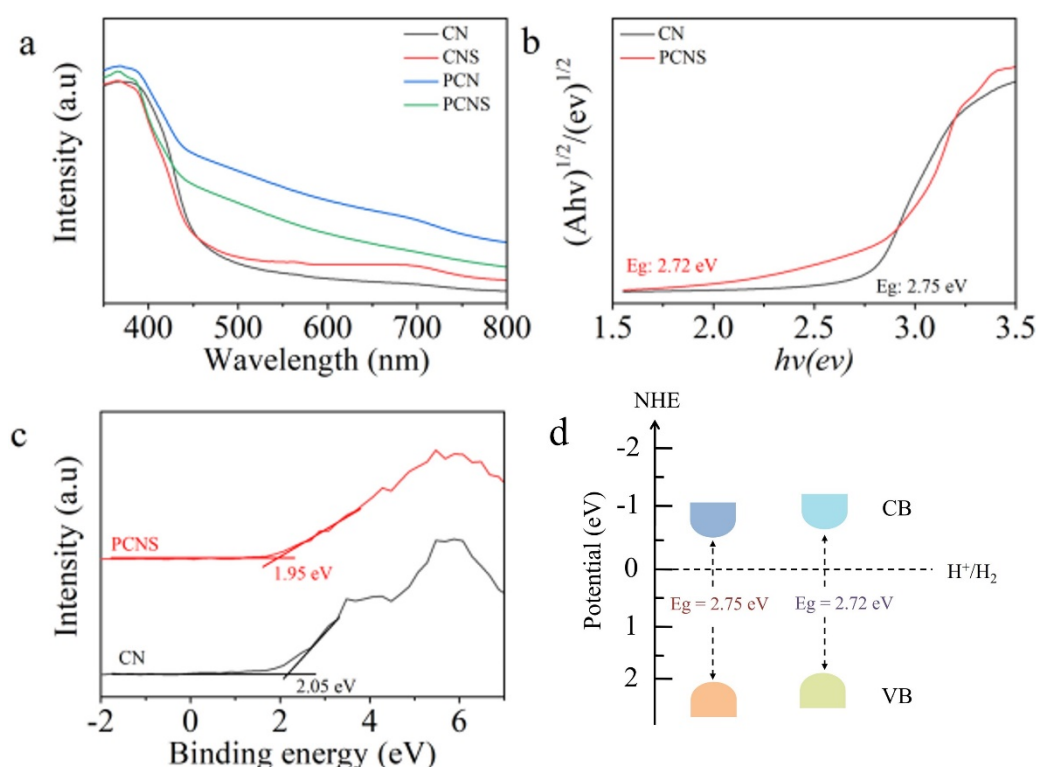 a
CN
CNS
PCN
PCNS
Intensity (a.u)
400 500 600 700 800
Wavelength (nm)
b
CN
PCNS
(Ahv)^1/2/(ev)^1/2
Eg: 2.72 eV
Eg: 2.75 eV
1.5 2.0 2.5 3.0 3.5
hv(ev)
c
Intensity (a.u)
PCNS
1.95 eV
CN
2.05 eV
-2 0 2 4 6
Binding energy (eV)
d
NHE
Potential (eV)
-2
-1
0
1
2
CB
H⁺/H₂
Eg = 2.75 eV
Eg = 2.72 eV
VB